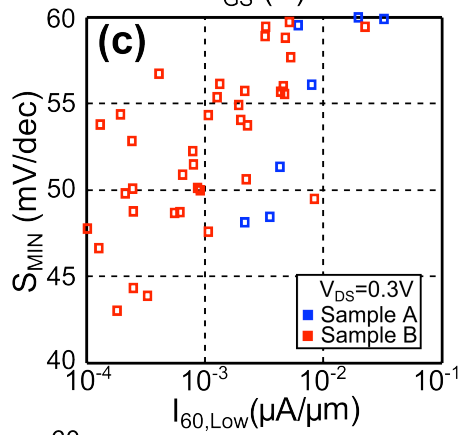 GS
(c)
60
55
50
45
40
S_MIN (mV/dec)
V_DS=0.3V
Sample A
Sample B
10^-4 10^-3 10^-2 10^-1
I_60,Low(µA/µm)